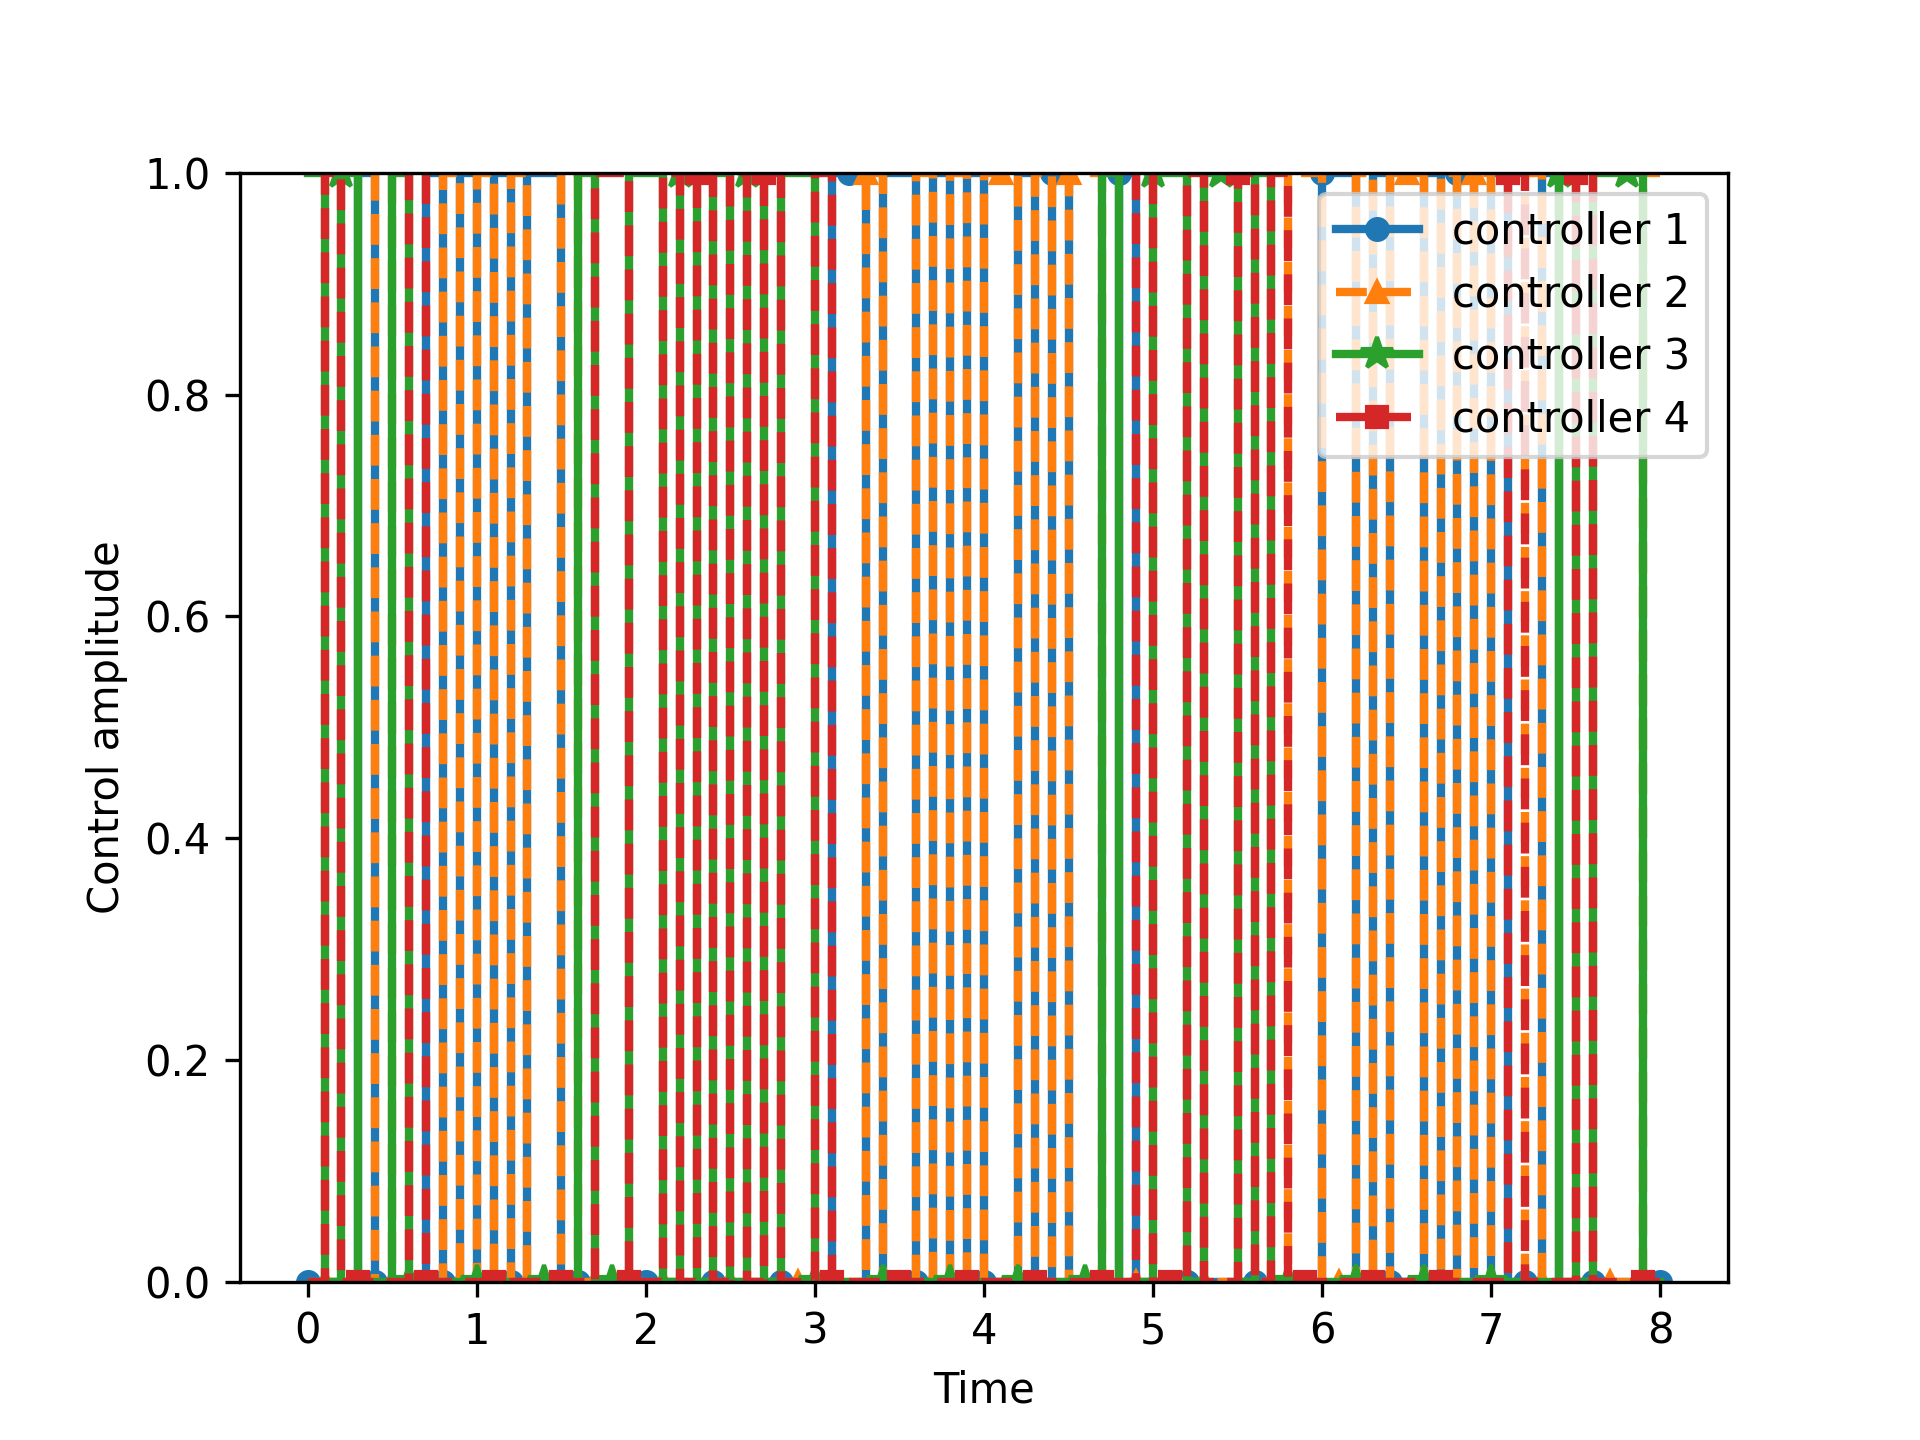 1.0
0.8
0.6
0.4
0.2
0.0
Control amplitude
controller 1
controller 2
controller 3
controller 4
0 1 2 3 4 5 6 7 8
Time